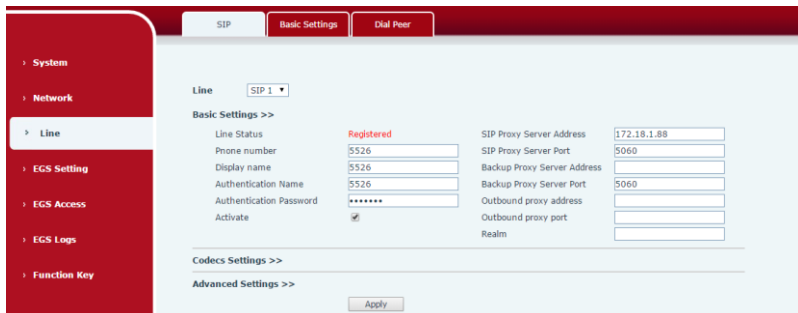 SIP
Basic Settings
Dial Peer
› System
› Network
› Line
› EGS Setting
› EGS Access
› EGS Logs
› Function Key
Line SIP 1
Basic Settings >>
Line Status Registered SIP Proxy Server Address 172.18.1.88
Pnone number 5526 SIP Proxy Server Port 5060
Display name 5526 Backup Proxy Server Address
Authentication Name 5526 Backup Proxy Server Port 5060
Authentication Password ••••••• Outbound proxy address
Activate Outbound proxy port
Realm
Codecs Settings >>
Advanced Settings >>
Apply